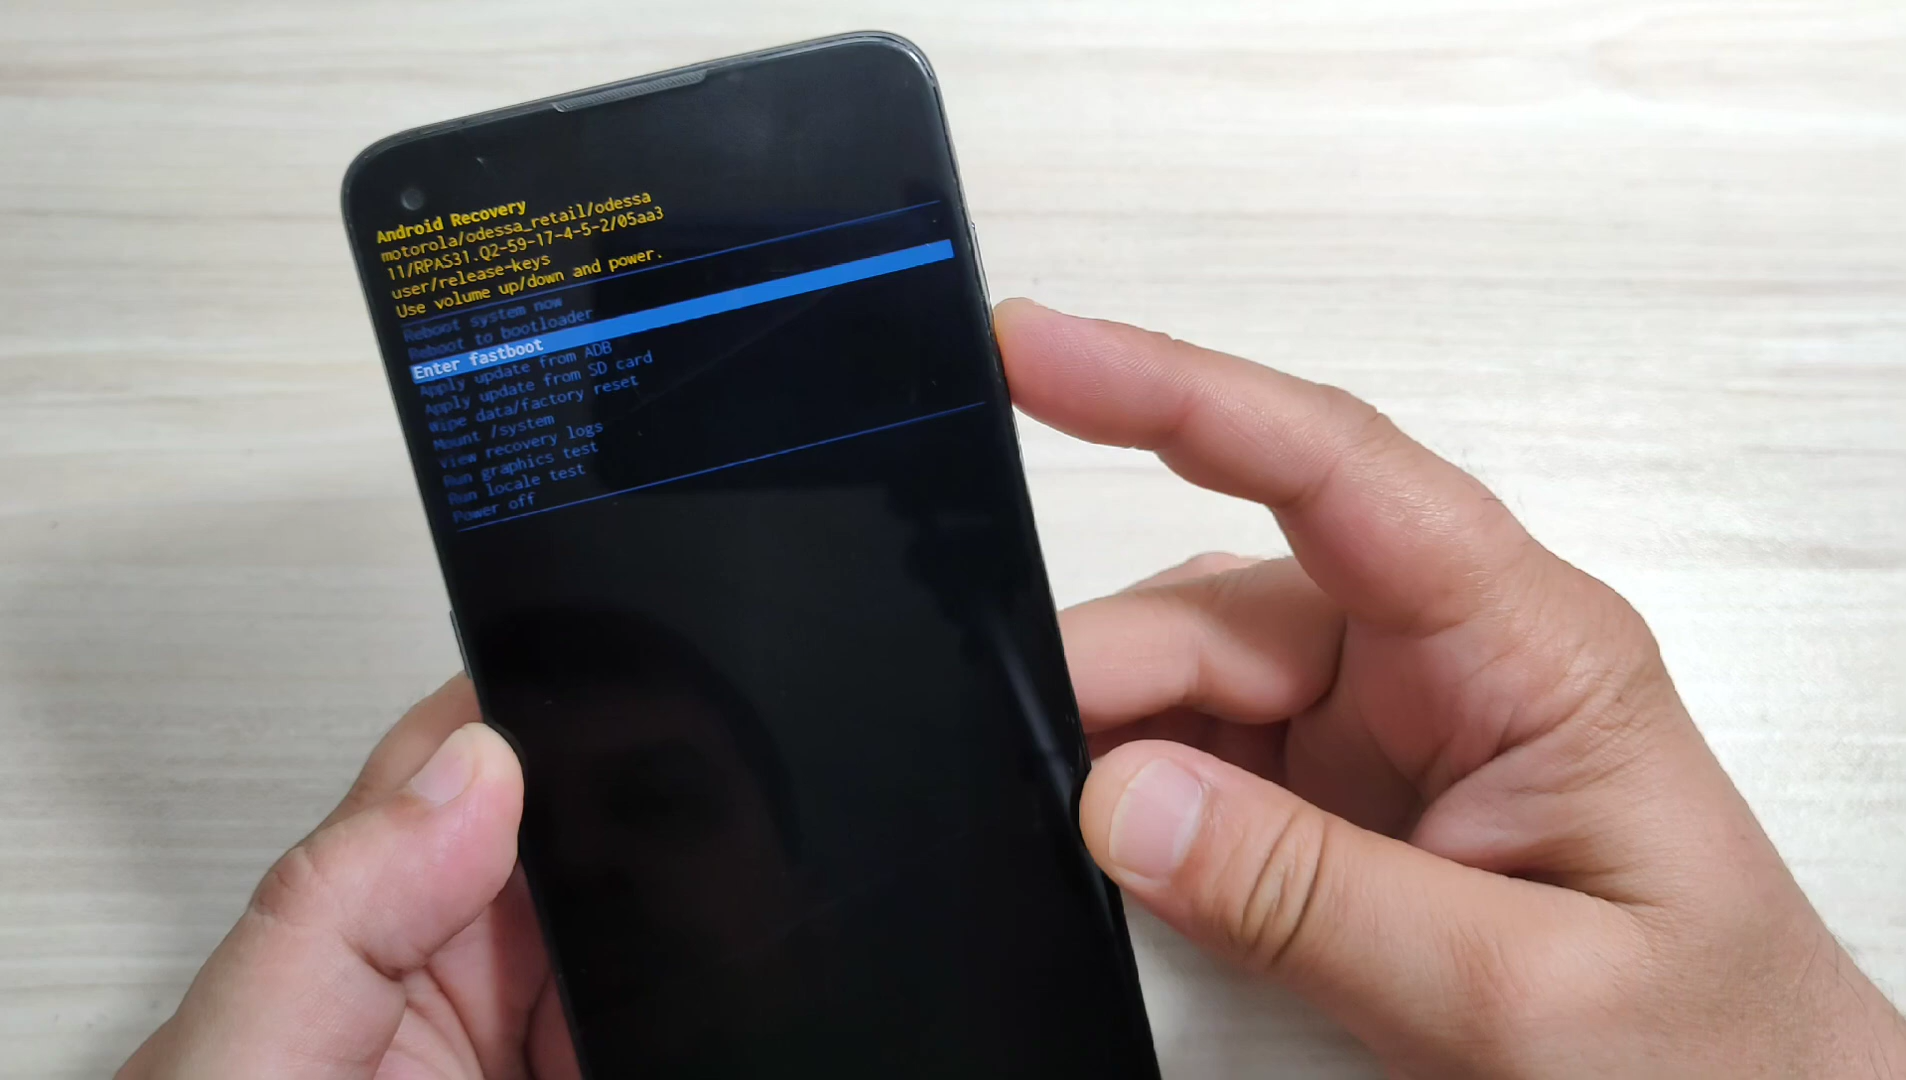 Android Recovery
motorola/odessa_retail/odessa
11/RPAS31.Q2-59-17-4-5-2/05aa3
user/release-keys
Use volume up/down and power.
Reboot system now
Reboot to bootloader
Enter fastboot
Apply update from ADB
Apply update from SD card
Wipe data/factory reset
Mount /system
View recovery logs
Run graphics test
Run locale test
Power off